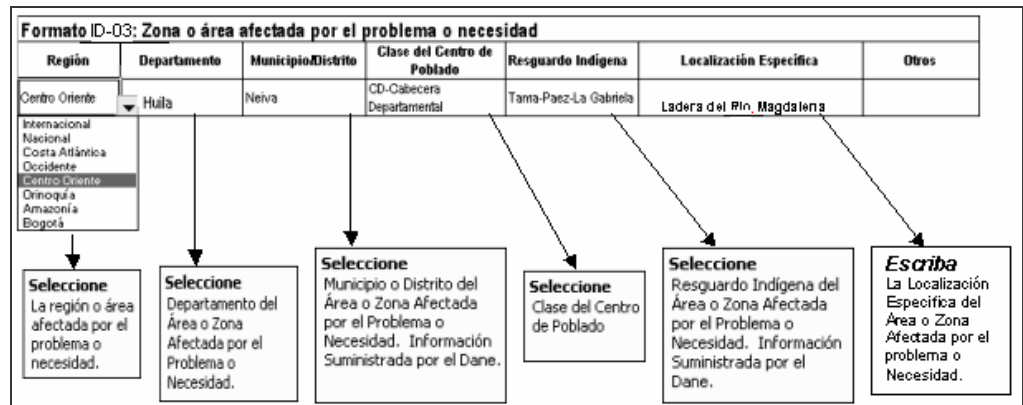 Formato ID-03: Zona o área afectada por el problema o necesidad
Región
Departamento
Municipio/Distrito
Clase del Centro de
Poblado
Resguardo Indígena
Localización Especifica
Otros
Centro Oriente
Huila
Neiva
CD-Cabecera
Departamental
Tama-Paez-La Gabriela
Ladera del Rio. Magdalena
Internacional
Nacional
Costa Atlántica
Occidente
Centro Oriente
Orinoquía
Amazonía
Bogotá
Seleccione
La región o área
afectada por el
problema o
necesidad.
Seleccione
Departamento del
Área o Zona
Afectada por el
Problema o
Necesidad.
Seleccione
Municipio o Distrito del
Área o Zona Afectada
por el Problema o
Necesidad. Información
Suministrada por el Dane.
Seleccione
Clase del Centro
de Poblado
Seleccione
Resguardo Indígena del
Área o Zona Afectada
por el Problema o
Necesidad. Información
Suministrada por el
Dane.
Escriba
La Localización
Especifica del
Área o Zona
Afectada por el
problema o
Necesidad.